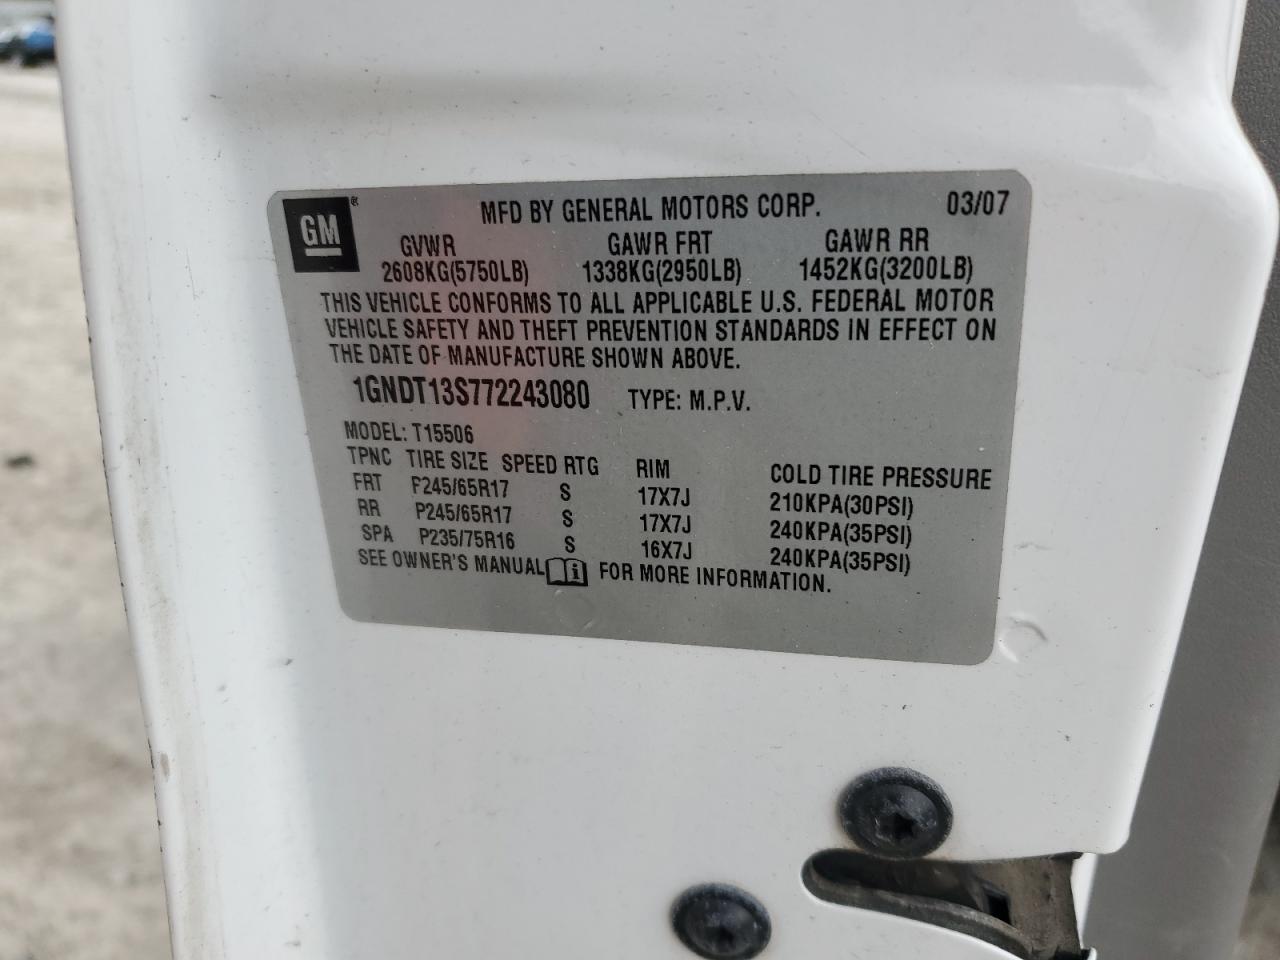 GM® MFD BY GENERAL MOTORS CORP. 03/07
GVWR GAWR FRT GAWR RR
2608KG(5750LB) 1338KG(2950LB) 1452KG(3200LB)
THIS VEHICLE CONFORMS TO ALL APPLICABLE U.S. FEDERAL MOTOR
VEHICLE SAFETY AND THEFT PREVENTION STANDARDS IN EFFECT ON
THE DATE OF MANUFACTURE SHOWN ABOVE.
1GNDT13S772243080 TYPE: M.P.V.
MODEL: T15506
TPNC TIRE SIZE SPEED RTG RIM COLD TIRE PRESSURE
FRT P245/65R17 S 17X7J 210KPA(30PSI)
RR P245/65R17 S 17X7J 240KPA(35PSI)
SPA P235/75R16 S 16X7J 240KPA(35PSI)
SEE OWNER'S MANUAL i FOR MORE INFORMATION.